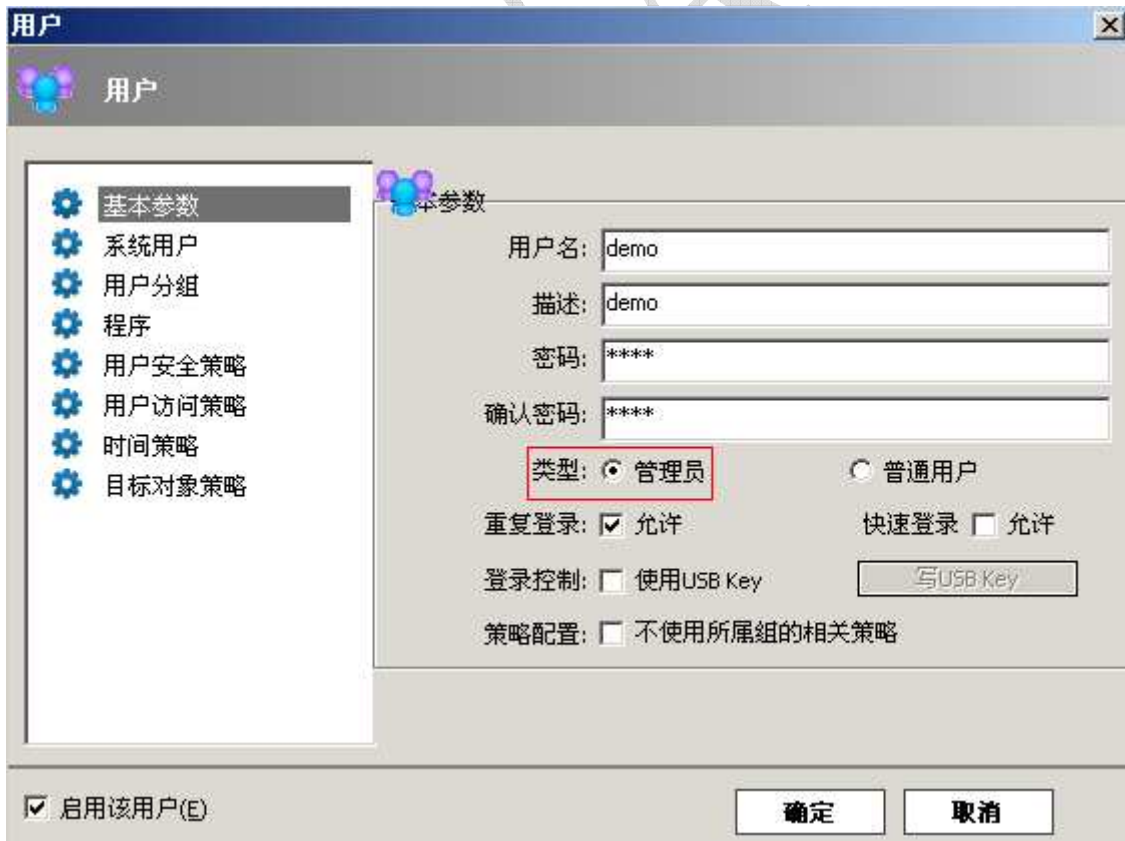 用户
用户
基本参数
系统用户
用户分组
程序
用户安全策略
用户访问策略
时间策略
目标对象策略
本参数
用户名: demo
描述: demo
密码: ****
确认密码: ****
类型: 管理员 普通用户
重复登录: 允许 快速登录 允许
登录控制: 使用USB Key 写USB Key
策略配置: 不使用所属组的相关策略
启用该用户(E) 确定 取消